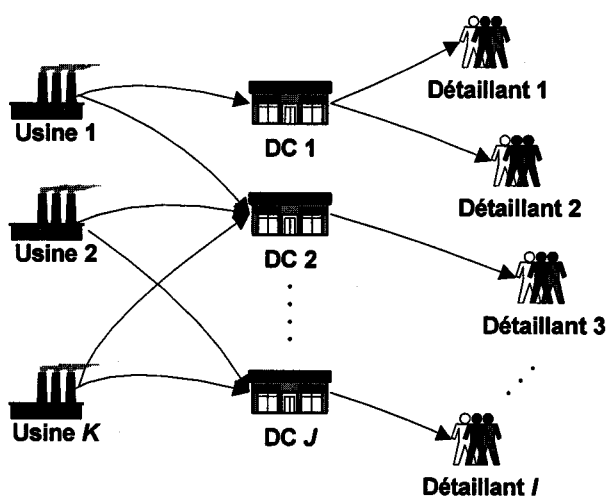 Détaillant 1
Usine 1
DC 1
Détaillant 2
Usine 2
DC 2
Détaillant 3
Usine K
DC J
Détaillant I